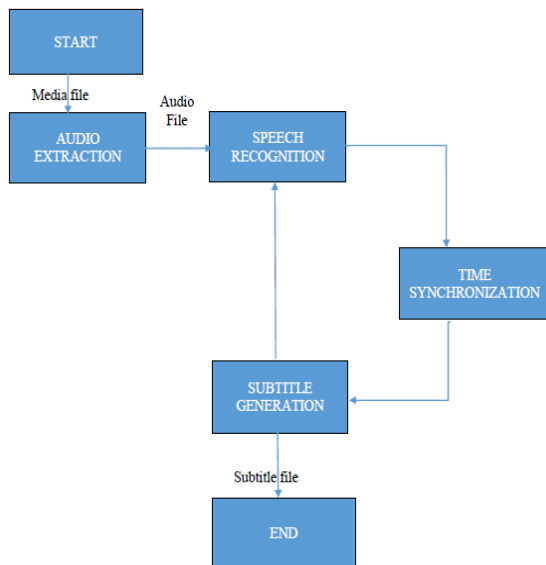 START
Media file
Audio
File
AUDIO
EXTRACTION
SPEECH
RECOGNITION
TIME
SYNCHRONIZATION
SUBTITLE
GENERATION
Subtitle file
END